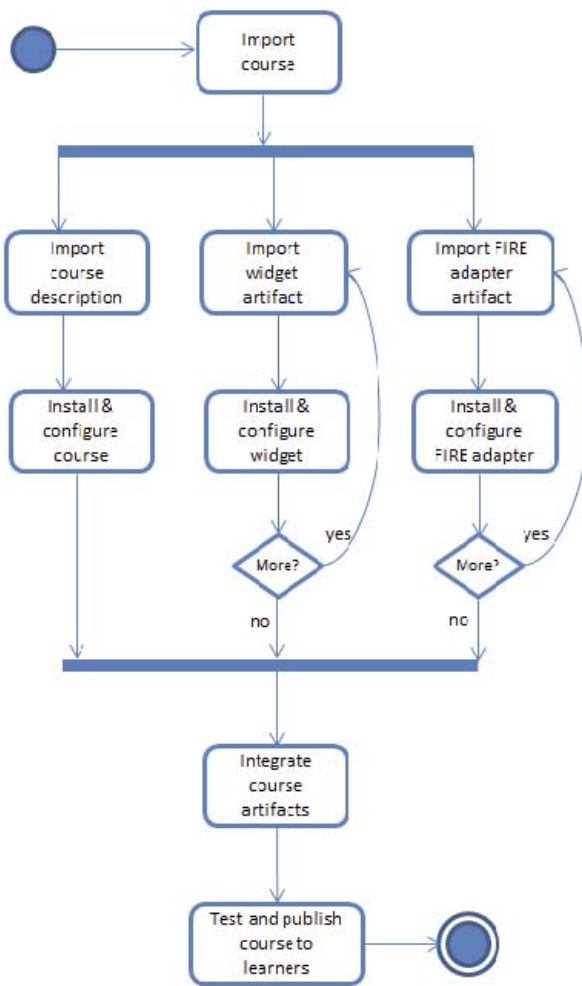 Import
course
Import
course
description
Import
widget
artifact
Import FIRE
adapter
artifact
Install &
configure
course
Install &
configure
widget
Install &
configure
FIRE adapter
More?
yes
no
More?
yes
no
Integrate
course
artifacts
Test and publish
course to
learners